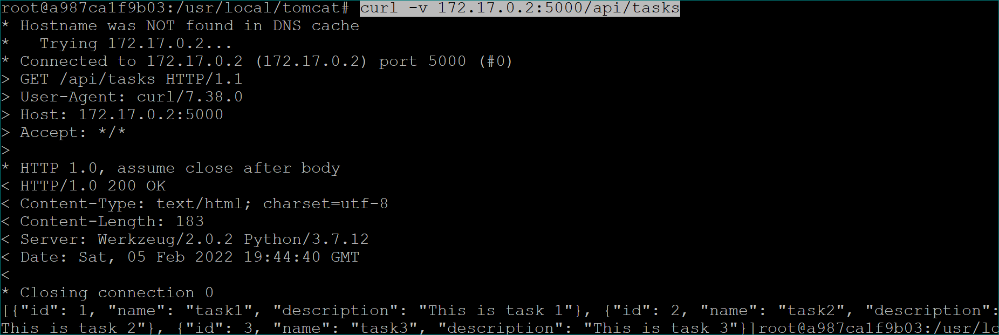 root@a987ca1f9b03:/usr/local/tomcat# curl -v 172.17.0.2:5000/api/tasks
* Hostname was NOT found in DNS cache
*   Trying 172.17.0.2...
* Connected to 172.17.0.2 (172.17.0.2) port 5000 (#0)
> GET /api/tasks HTTP/1.1
> User-Agent: curl/7.38.0
> Host: 172.17.0.2:5000
> Accept: */*
>
* HTTP 1.0, assume close after body
< HTTP/1.0 200 OK
< Content-Type: text/html; charset=utf-8
< Content-Length: 183
< Server: Werkzeug/2.0.2 Python/3.7.12
< Date: Sat, 05 Feb 2022 19:44:40 GMT
<
* Closing connection 0
[{"id": 1, "name": "task1", "description": "This is task 1"}, {"id": 2, "name": "task2", "description":
This is task 2"}, {"id": 3, "name": "task3", "description": "This is task 3"}]root@a987ca1f9b03:/usr/lo